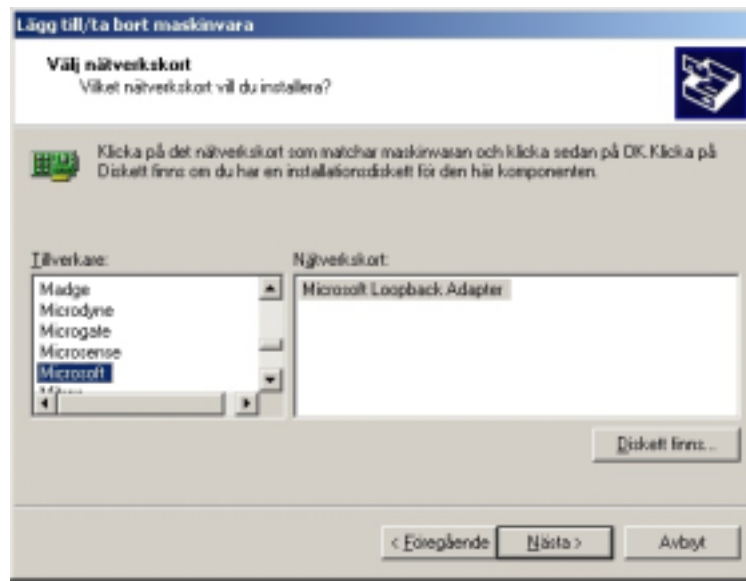 Lägg till/ta bort maskinvara
Välj nätverkskort
Vilket nätverkskort vill du installera?
Klicka på det nätverkskort som matchar maskinvaran och klicka sedan på OK. Klicka på
Diskett finns om du har en installationsdiskett för den här komponenten.
Tillverkare:
Madge
Microdyne
Microgate
Microsense
Microsoft
Nätverkskort:
Microsoft Loopback Adapter
Diskett finns...
< Föregående
Nästa >
Avbryt